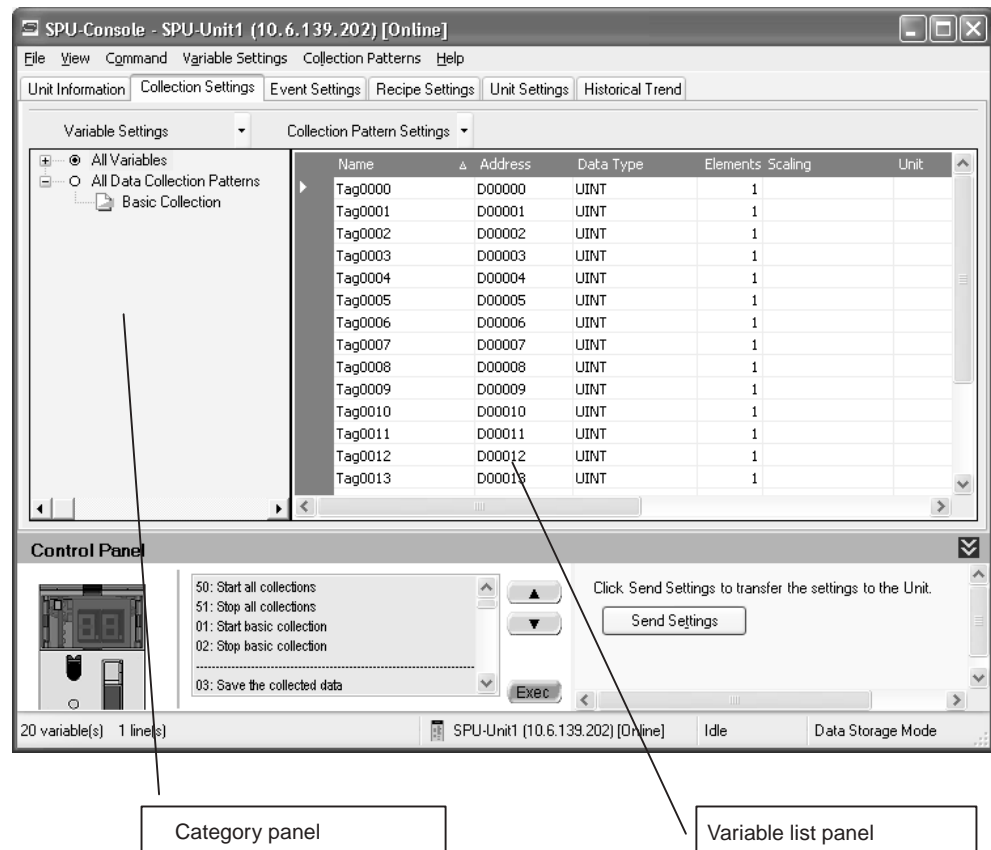 SPU-Console - SPU-Unit1 (10.6.139.202) [Online]
File View Command Variable Settings Collection Patterns Help
Unit Information Collection Settings Event Settings Recipe Settings Unit Settings Historical Trend
Variable Settings Collection Pattern Settings
All Variables
All Data Collection Patterns
Basic Collection
Name Address Data Type Elements Scaling Unit
Tag0000 D00000 UINT 1
Tag0001 D00001 UINT 1
Tag0002 D00002 UINT 1
Tag0003 D00003 UINT 1
Tag0004 D00004 UINT 1
Tag0005 D00005 UINT 1
Tag0006 D00006 UINT 1
Tag0007 D00007 UINT 1
Tag0008 D00008 UINT 1
Tag0009 D00009 UINT 1
Tag0010 D00010 UINT 1
Tag0011 D00011 UINT 1
Tag0012 D00012 UINT 1
Tag0013 D00013 UINT 1
Control Panel
50: Start all collections
51: Stop all collections
01: Start basic collection
02: Stop basic collection
03: Save the collected data
Exec
Click Send Settings to transfer the settings to the Unit.
Send Settings
20 variable(s) 1 line(s) SPU-Unit1 (10.6.139.202) [Online] Idle Data Storage Mode
Category panel
Variable list panel